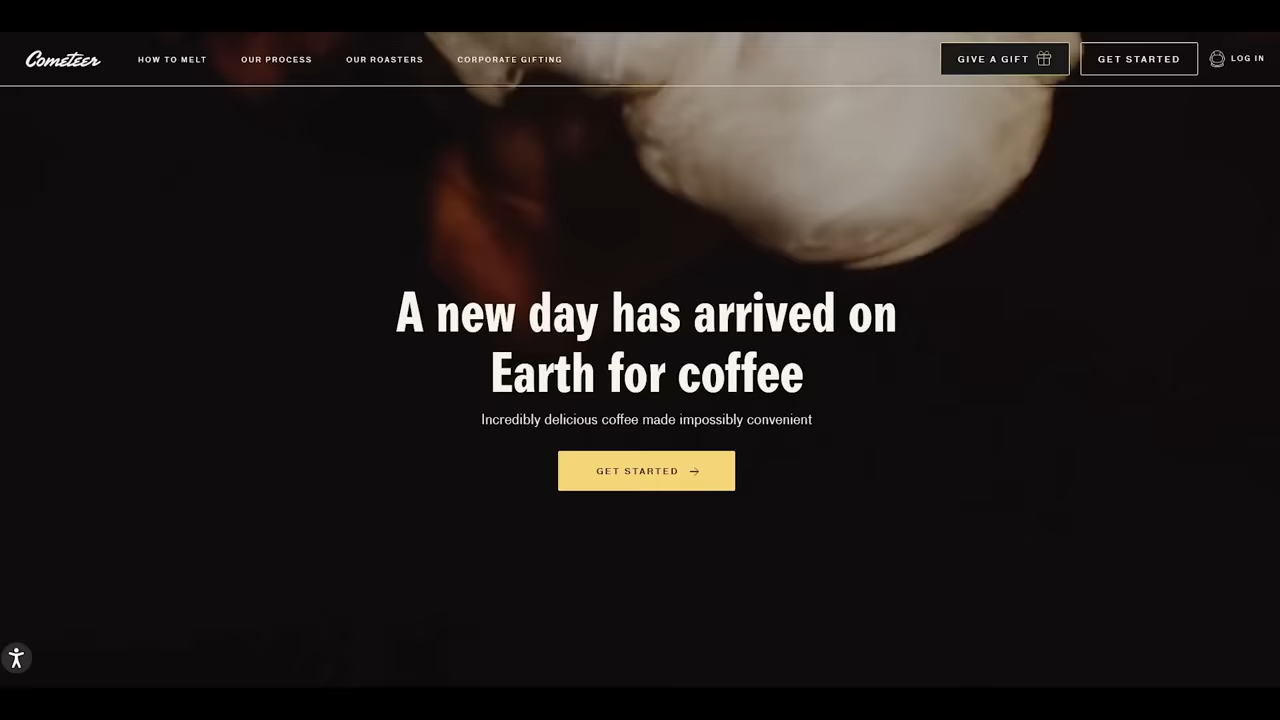 Cometeer
HOW TO MELT
OUR PROCESS
OUR ROASTERS
CORPORATE GIFTING
GIVE A GIFT
GET STARTED
LOG IN
A new day has arrived on
Earth for coffee
Incredibly delicious coffee made impossibly convenient
GET STARTED